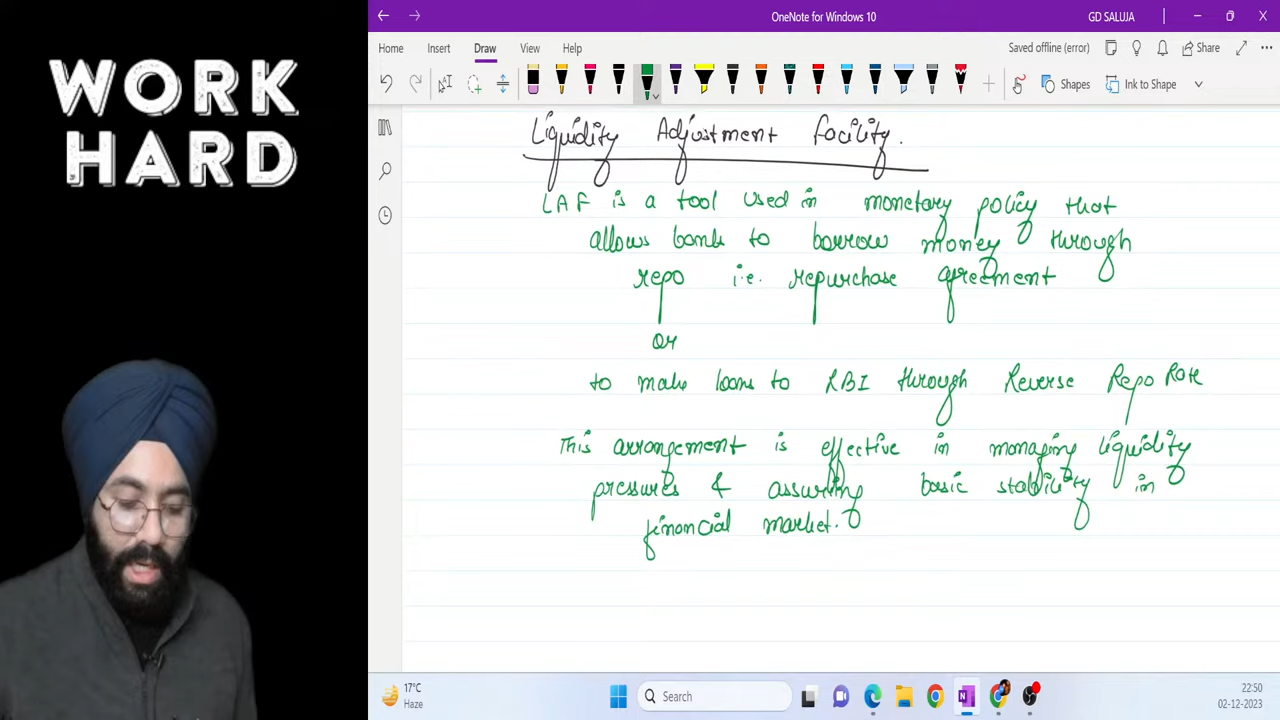 WORK
HARD
OneNote for Windows 10
GD SALUJA
Home Insert Draw View Help
Saved offline (error)
Share
Shapes
Ink to Shape
Liquidity Adjustment Facility.
LAF is a tool used in monetary policy that
allows banks to borrow money through
repo i.e. repurchase agreement
or
to make loans to RBI through Reverse Repo Rate
This arrangement is effective in managing liquidity
pressures & assuring basic stability in
financial market.
17°C
Haze
Search
22:50
02-12-2023